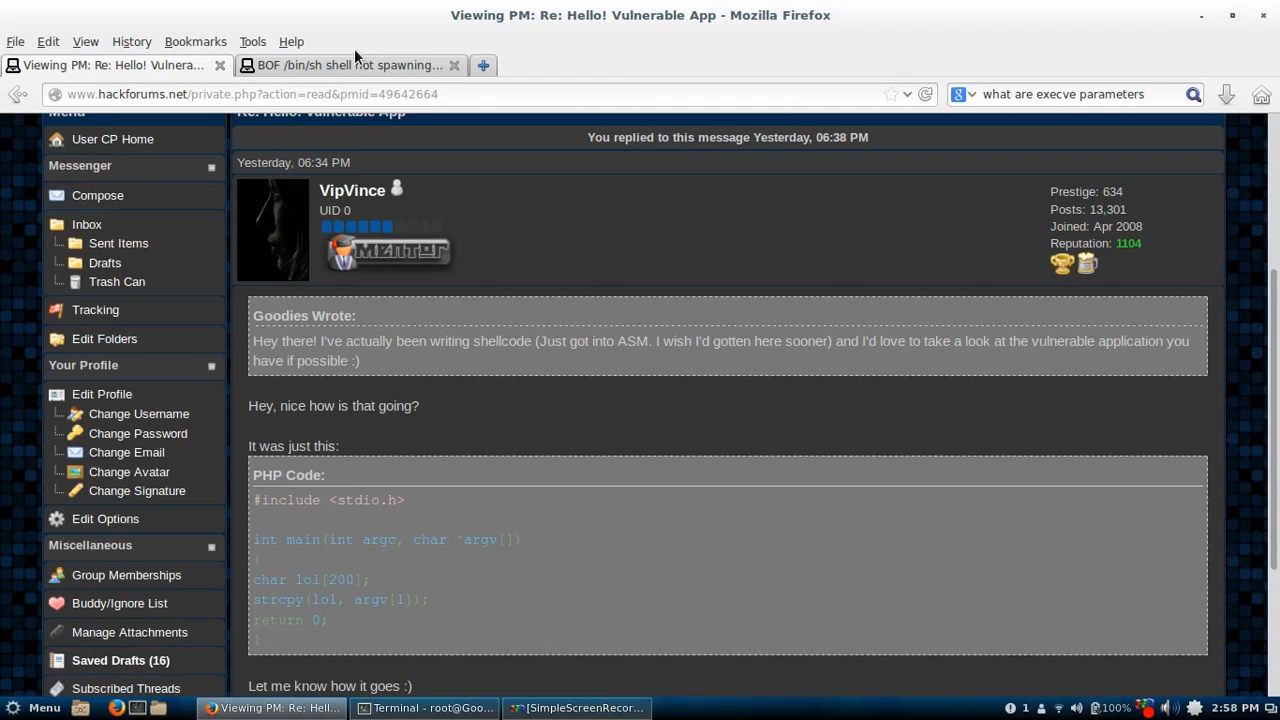 Viewing PM: Re: Hello! Vulnerable App - Mozilla Firefox
File Edit View History Bookmarks Tools Help
Viewing PM: Re: Hello! Vulnera... BOF /bin/sh shell not spawning...
www.hackforums.net/private.php?action=read&pmid=49642664
what are execve parameters
Menu
User CP Home
Messenger
Compose
Inbox
Sent Items
Drafts
Trash Can
Tracking
Edit Folders
Your Profile
Edit Profile
Change Username
Change Password
Change Email
Change Avatar
Change Signature
Edit Options
Miscellaneous
Group Memberships
Buddy/Ignore List
Manage Attachments
Saved Drafts (16)
Subscribed Threads
Re: Hello! Vulnerable App
You replied to this message Yesterday, 06:38 PM
Yesterday, 06:34 PM
VipVince
UID 0
MENTOR
Prestige: 634
Posts: 13,301
Joined: Apr 2008
Reputation: 1104
Goodies Wrote:
Hey there! I've actually been writing shellcode (Just got into ASM. I wish I'd gotten here sooner) and I'd love to take a look at the vulnerable application you
have if possible :)
Hey, nice how is that going?
It was just this:
PHP Code:
#include <stdio.h>
int main(int argc, char *argv[])
{
char lol[200];
strcpy(lol, argv[1]);
return 0;
}
Let me know how it goes :)
Menu Viewing PM: Re: Hell... Terminal - root@Goo... [SimpleScreenRecor... 1 100% 2:58 PM